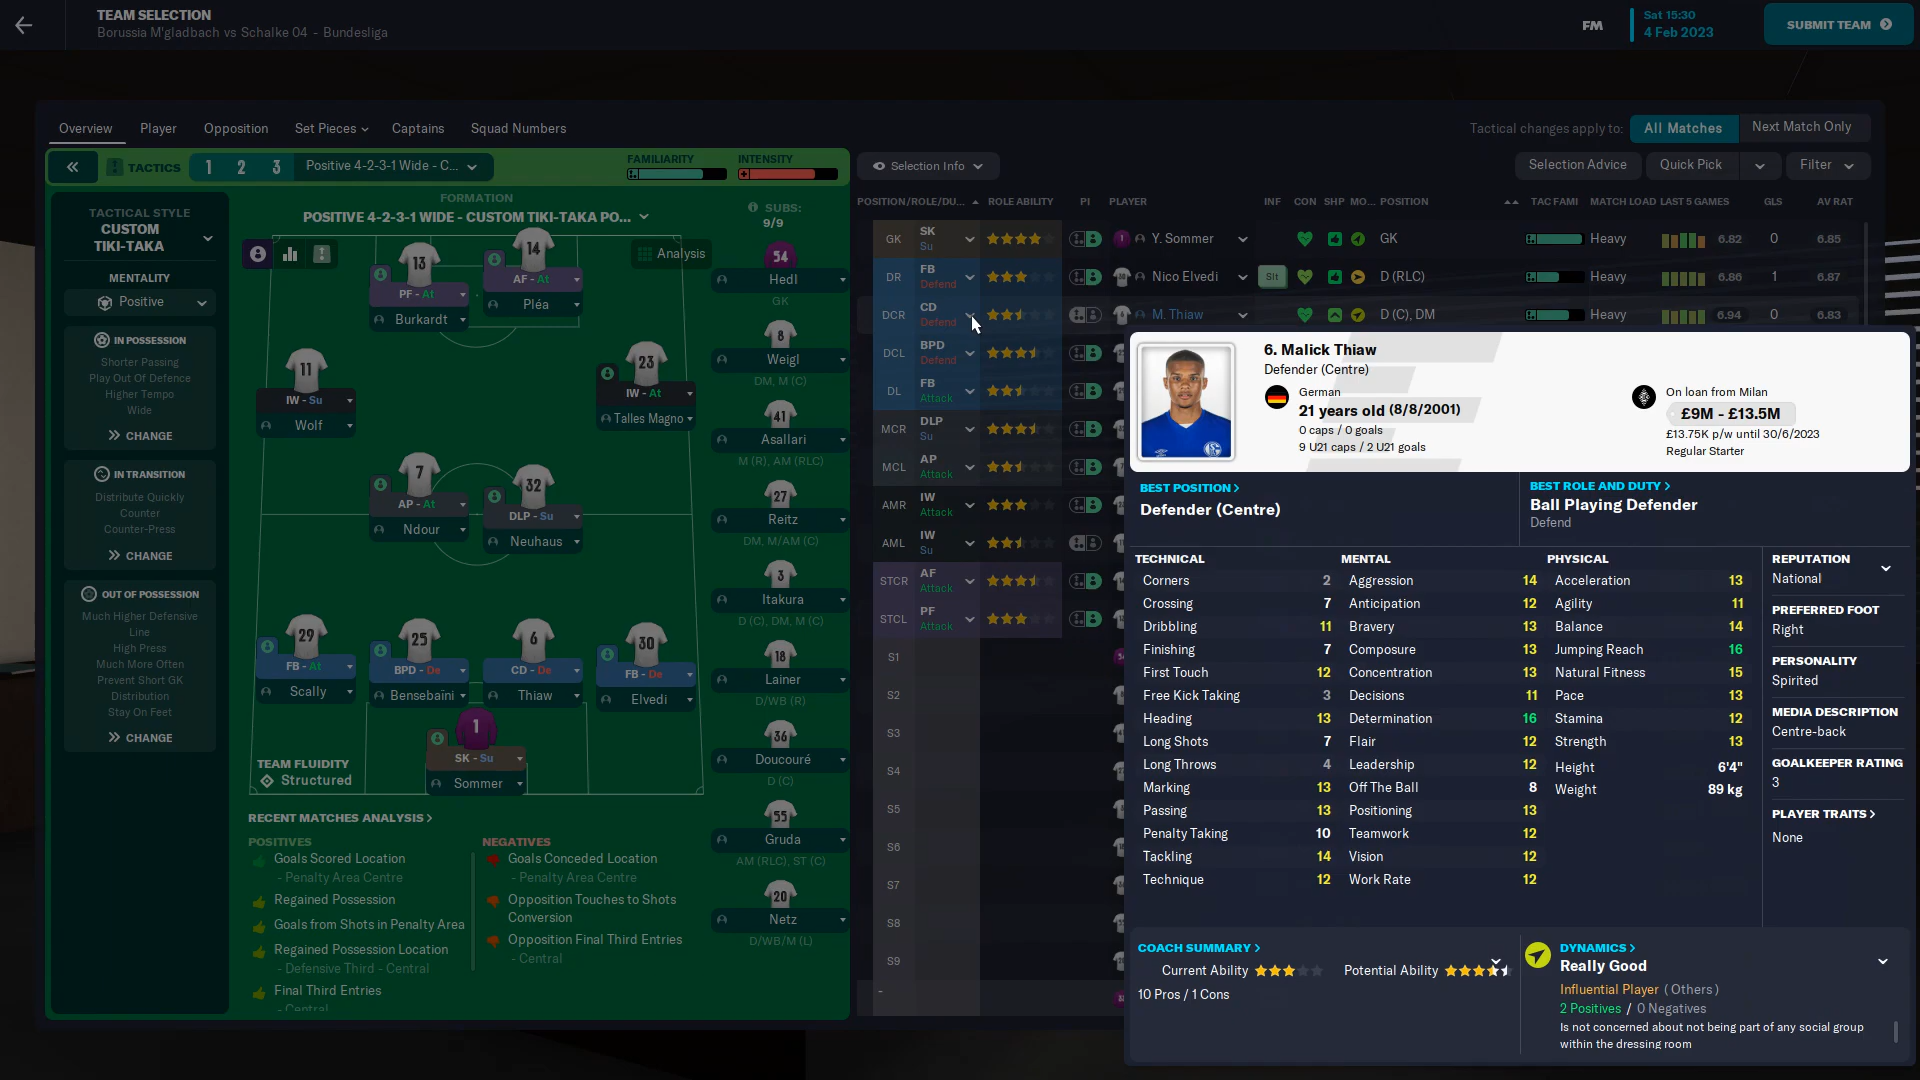 TEAM SELECTION
Borussia M'gladbach vs Schalke 04 - Bundesliga
FM
Sat 15:30
4 Feb 2023
SUBMIT TEAM
Overview
Player
Opposition
Set Pieces
Captains
Squad Numbers
Tactical changes apply to:
All Matches
Next Match Only
TACTICS
1
2
3
Positive 4-2-3-1 Wide - C...
FAMILIARITY
INTENSITY
Selection Info
Selection Advice
Quick Pick
Filter
TACTICAL STYLE
CUSTOM
TIKI-TAKA
MENTALITY
Positive
IN POSSESSION
Shorter Passing
Play Out Of Defence
Higher Tempo
Wide
CHANGE
IN TRANSITION
Distribute Quickly
Counter
Counter-Press
CHANGE
OUT OF POSSESSION
Much Higher Defensive
Line
High Press
Much More Often
Prevent Short GK
Distribution
Stay On Feet
CHANGE
FORMATION
POSITIVE 4-2-3-1 WIDE - CUSTOM TIKI-TAKA PO...
Analysis
13
PF - At
Burkardt
14
AF - At
Pléa
11
IW - Su
Wolf
23
IW - At
Talles Magno
7
AP - At
Ndour
32
DLP - Su
Neuhaus
29
FB - At
Scally
25
BPD - De
Bensebaini
6
CD - De
Thiaw
30
FB - De
Elvedi
1
SK - Su
Sommer
TEAM FLUIDITY
Structured
SUBS:
9/9
54
Hedl
GK
8
Weigl
DM, M (C)
41
Asallari
M (R), AM (RLC)
27
Reitz
DM, M/AM (C)
3
Itakura
D (C), DM, M (C)
18
Lainer
D/WB (R)
36
Doucouré
D (C)
55
Gruda
AM (RLC), ST (C)
20
Netz
D/WB/M (L)
RECENT MATCHES ANALYSIS
POSITIVES
Goals Scored Location
- Penalty Area Centre
Regained Possession
Goals from Shots in Penalty Area
Regained Possession Location
- Defensive Third - Central
Final Third Entries
- Central
NEGATIVES
Goals Conceded Location
- Penalty Area Centre
Opposition Touches to Shots
Conversion
Opposition Final Third Entries
- Central
POSITION/ROLE/DU... ROLE ABILITY PI PLAYER INF CON SHP MO... POSITION TAC FAMI MATCH LOAD LAST 5 GAMES GLS AV RAT
GK SK Su 1 Y. Sommer GK Heavy 6.82 0 6.85
DR FB Defend Nico Elvedi Slt D (RLC) Heavy 6.86 1 6.87
DCR CD Defend M. Thiaw D (C), DM Heavy 6.94 0 6.83
DCL BPD Defend
DL FB Attack
MCR DLP Su
MCL AP Attack
AMR IW Attack
AML IW Su
STCR AF Attack
STCL PF Attack
S1
S2
S3
S4
S5
S6
S7
S8
S9
-
6. Malick Thiaw
Defender (Centre)
German
21 years old (8/8/2001)
0 caps / 0 goals
9 U21 caps / 2 U21 goals
On loan from Milan
£9M - £13.5M
£13.75K p/w until 30/6/2023
Regular Starter
BEST POSITION
Defender (Centre)
BEST ROLE AND DUTY
Ball Playing Defender
Defend
TECHNICAL
Corners 2
Crossing 7
Dribbling 11
Finishing 7
First Touch 12
Free Kick Taking 3
Heading 13
Long Shots 7
Long Throws 4
Marking 13
Passing 13
Penalty Taking 10
Tackling 14
Technique 12
MENTAL
Aggression 14
Anticipation 12
Bravery 13
Composure 13
Concentration 13
Decisions 11
Determination 16
Flair 12
Leadership 12
Off The Ball 8
Positioning 13
Teamwork 12
Vision 12
Work Rate 12
PHYSICAL
Acceleration 13
Agility 11
Balance 14
Jumping Reach 16
Natural Fitness 15
Pace 13
Stamina 12
Strength 13
Height 6'4"
Weight 89 kg
REPUTATION
National
PREFERRED FOOT
Right
PERSONALITY
Spirited
MEDIA DESCRIPTION
Centre-back
GOALKEEPER RATING
3
PLAYER TRAITS
None
COACH SUMMARY
Current Ability
Potential Ability
10 Pros / 1 Cons
DYNAMICS
Really Good
Influential Player (Others)
2 Positives / 0 Negatives
Is not concerned about not being part of any social group
within the dressing room